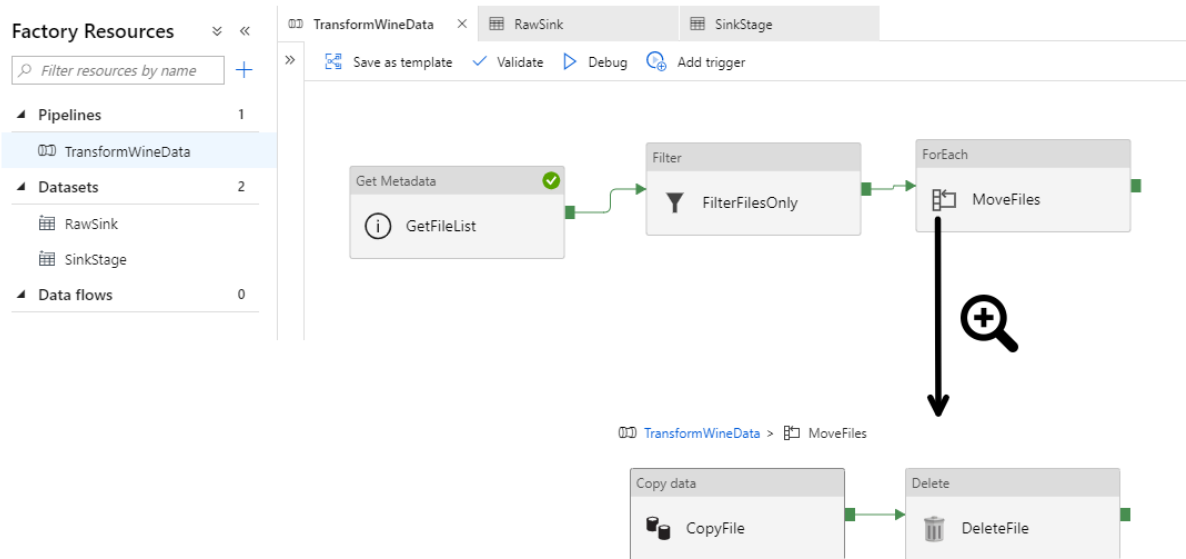 Factory Resources
Filter resources by name
Pipelines 1
TransformWineData
Datasets 2
RawSink
SinkStage
Data flows 0
TransformWineData
RawSink
SinkStage
Save as template
Validate
Debug
Add trigger
Get Metadata
GetFileList
Filter
FilterFilesOnly
ForEach
MoveFiles
TransformWineData > MoveFiles
Copy data
CopyFile
Delete
DeleteFile